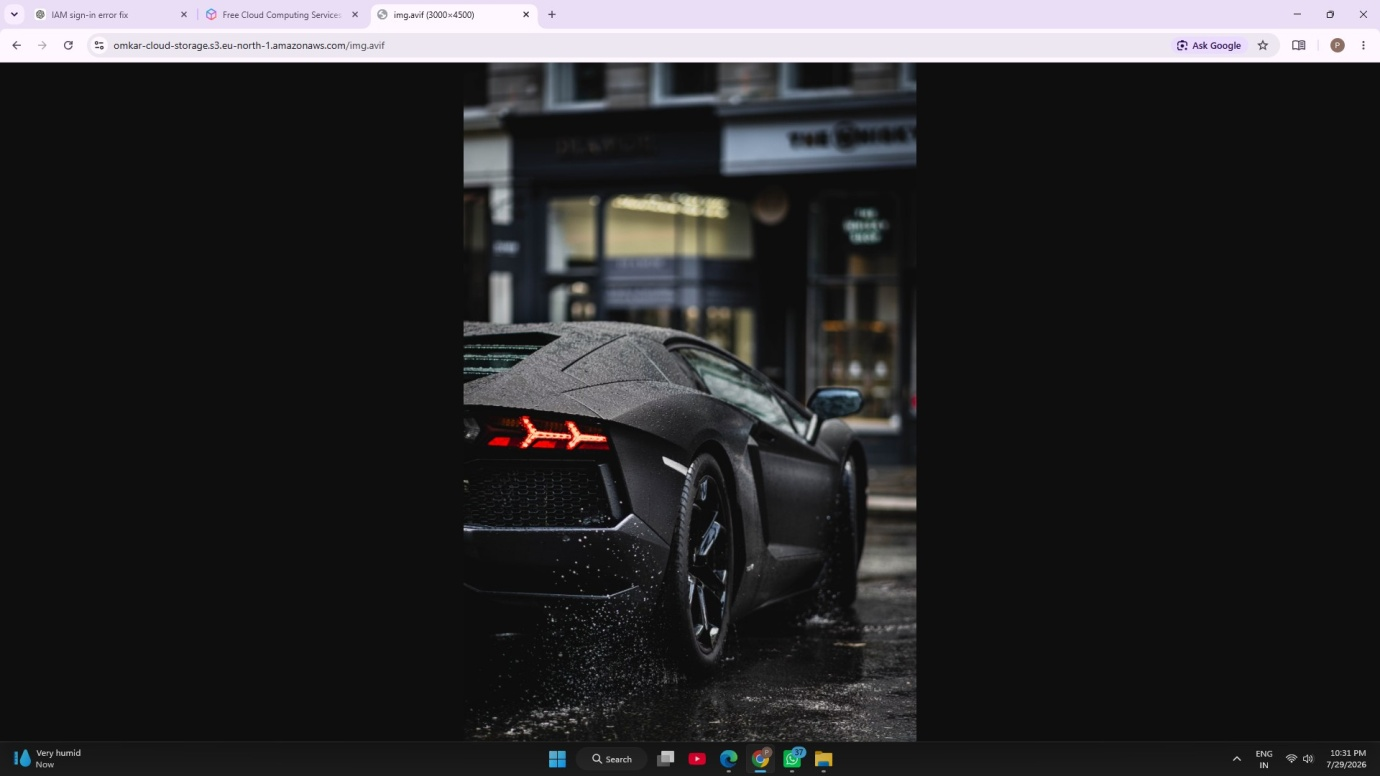 IAM sign-in error fix
Free Cloud Computing Services
img.avif (3000×4500)
omkar-cloud-storage.s3.eu-north-1.amazonaws.com/img.avif
Ask Google
P
THE
Very humid
Now
Search
P
37
ENG
IN
10:31 PM
7/29/2026